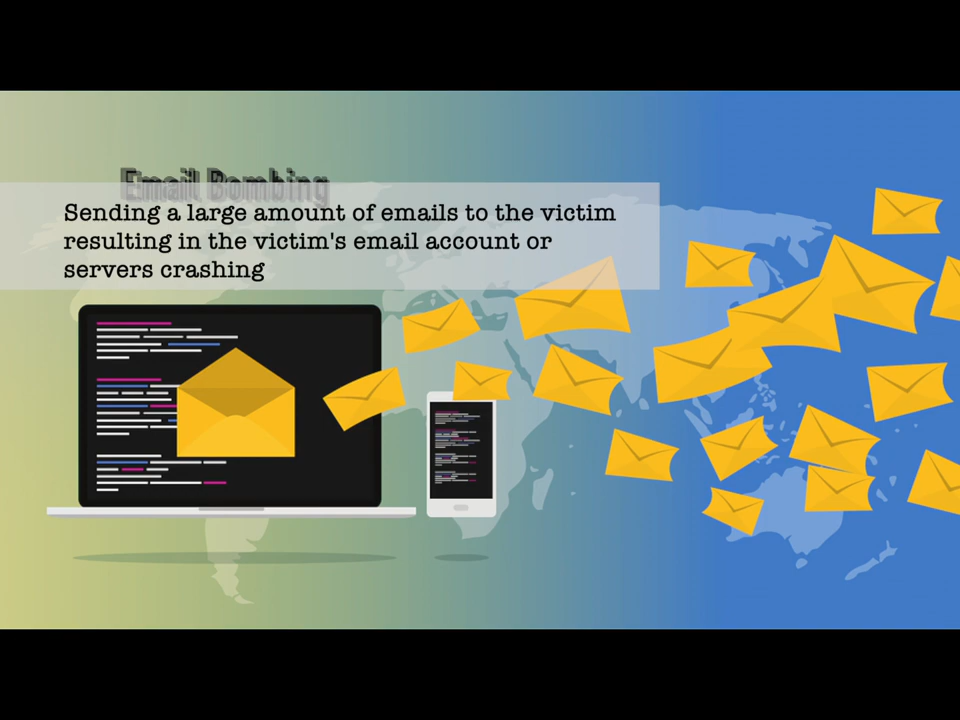 Email Bombing
Sending a large amount of emails to the victim
resulting in the victim's email account or
servers crashing